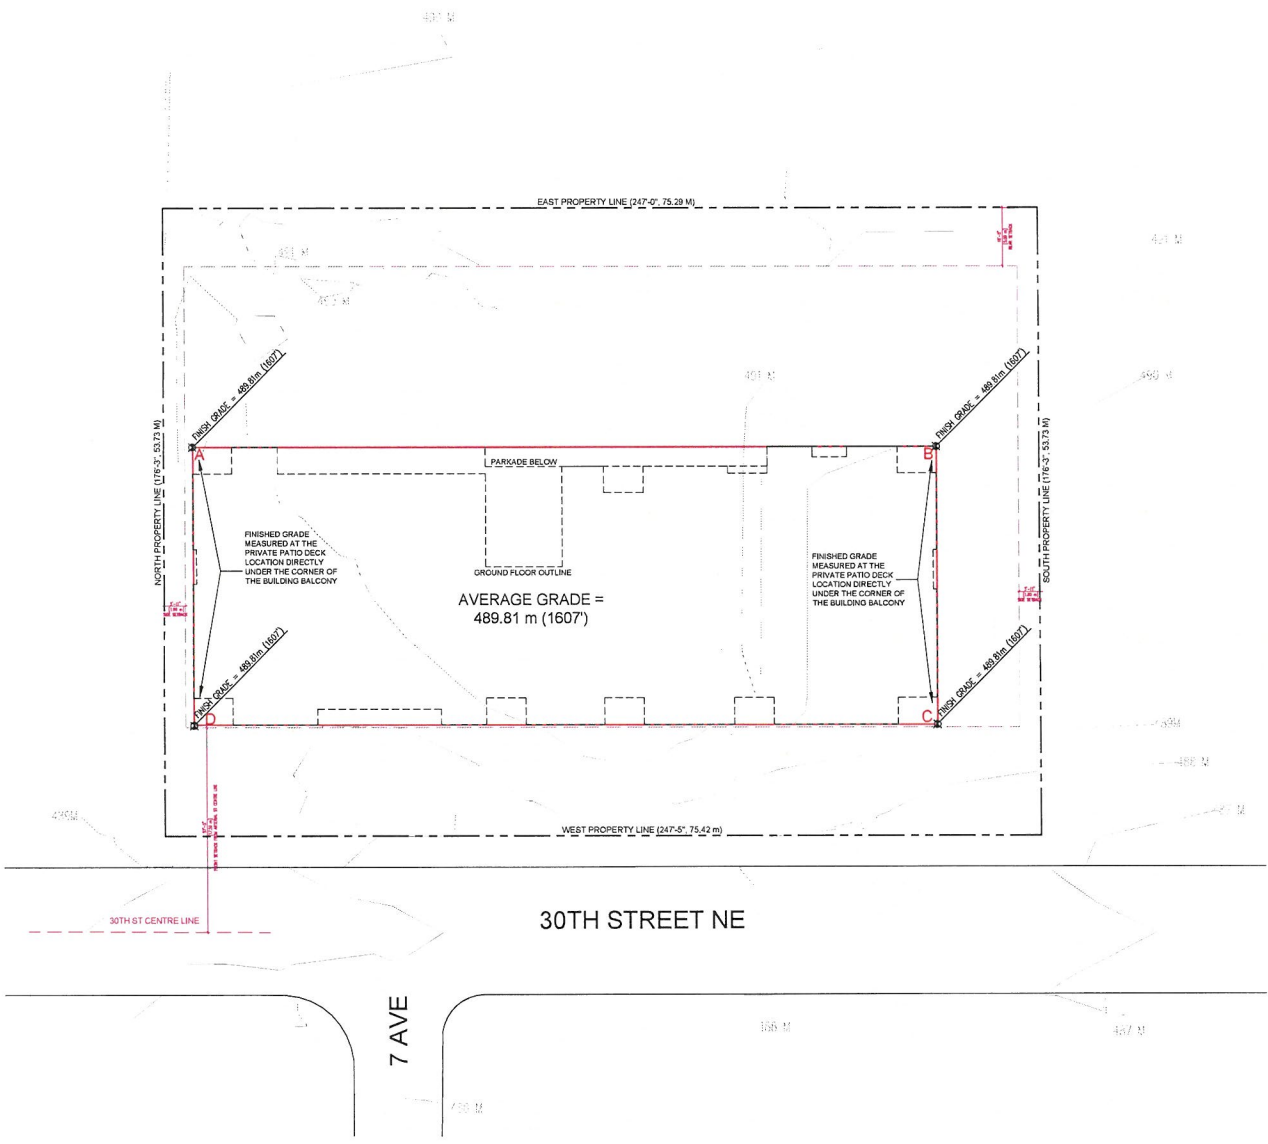 EAST PROPERTY LINE (247'-0", 75.29 M)
491 M
491 M
490 M
FINISH GRADE = 489.81m (1607')
FINISH GRADE = 489.81m (1607')
NORTH PROPERTY LINE (176'-3", 53.73 M)
SOUTH PROPERTY LINE (176'-3", 53.73 M)
A
B
PARKADE BELOW
FINISHED GRADE
MEASURED AT THE
PRIVATE PATIO DECK
LOCATION DIRECTLY
UNDER THE CORNER OF
THE BUILDING BALCONY
FINISHED GRADE
MEASURED AT THE
PRIVATE PATIO DECK
LOCATION DIRECTLY
UNDER THE CORNER OF
THE BUILDING BALCONY
GROUND FLOOR OUTLINE
AVERAGE GRADE =
489.81 m (1607')
FINISH GRADE = 489.81m (1607')
FINISH GRADE = 489.81m (1607')
D
C
WEST PROPERTY LINE (247'-5", 75.42 m)
30TH ST CENTRE LINE
30TH STREET NE
7 AVE
487 M